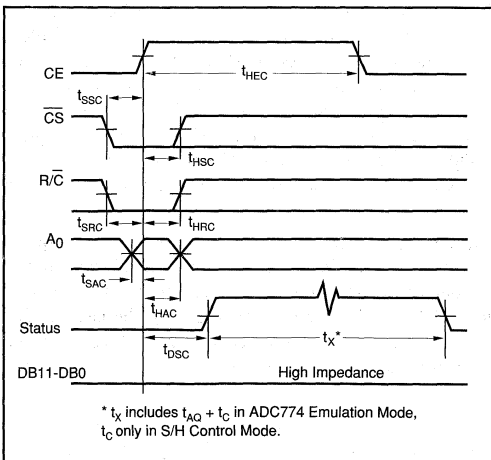 CE
t_HEC
t_SSC
C̅S̅
t_HSC
R/C̅
t_SRC
t_HRC
A₀
t_SAC
t_HAC
Status
t_X*
t_DSC
DB11-DB0 High Impedance
* t_X includes t_AQ + t_C in ADC774 Emulation Mode,
t_C only in S/H Control Mode.